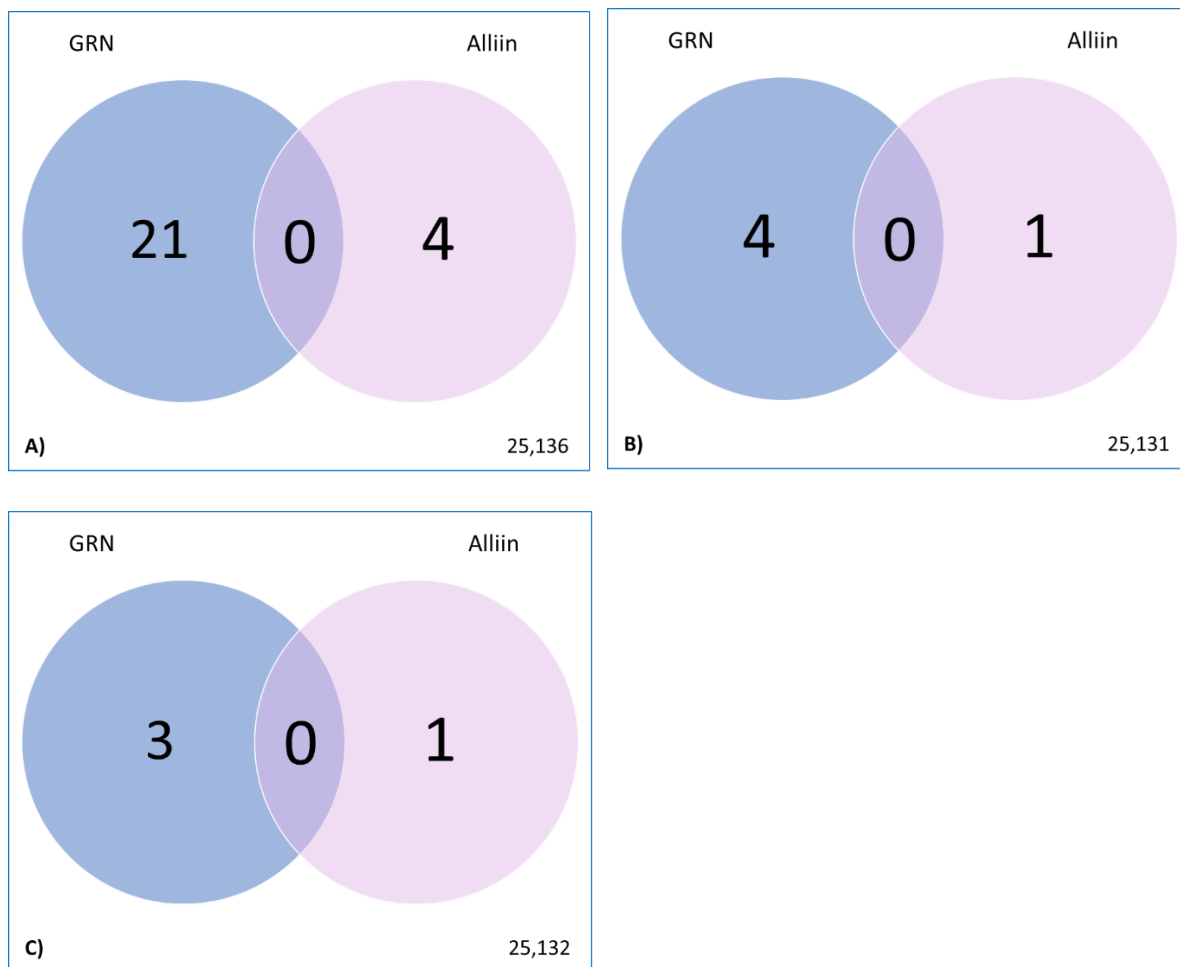 GRN Alliin
21 0 4
A) 25,136
GRN Alliin
4 0 1
B) 25,131
GRN Alliin
3 0 1
C) 25,132